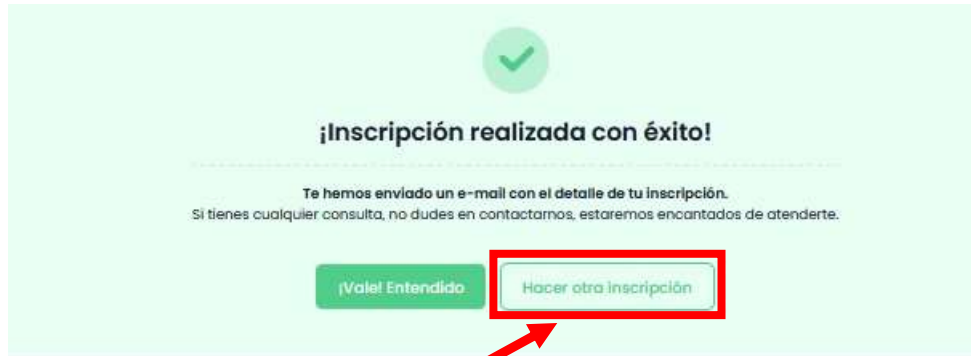 ¡Inscripción realizada con éxito!
Te hemos enviado un e-mail con el detalle de tu inscripción.
Si tienes cualquier consulta, no dudes en contactarnos, estaremos encantados de atenderte.
¡Vale! Entendido
Hacer otra inscripción